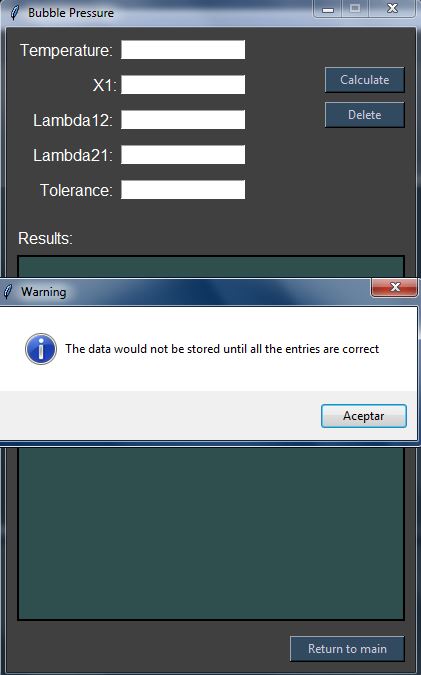 Bubble Pressure
Temperature:
X1:
Calculate
Lambda12:
Delete
Lambda21:
Tolerance:
Results:
Warning
The data would not be stored until all the entries are correct
Aceptar
Return to main